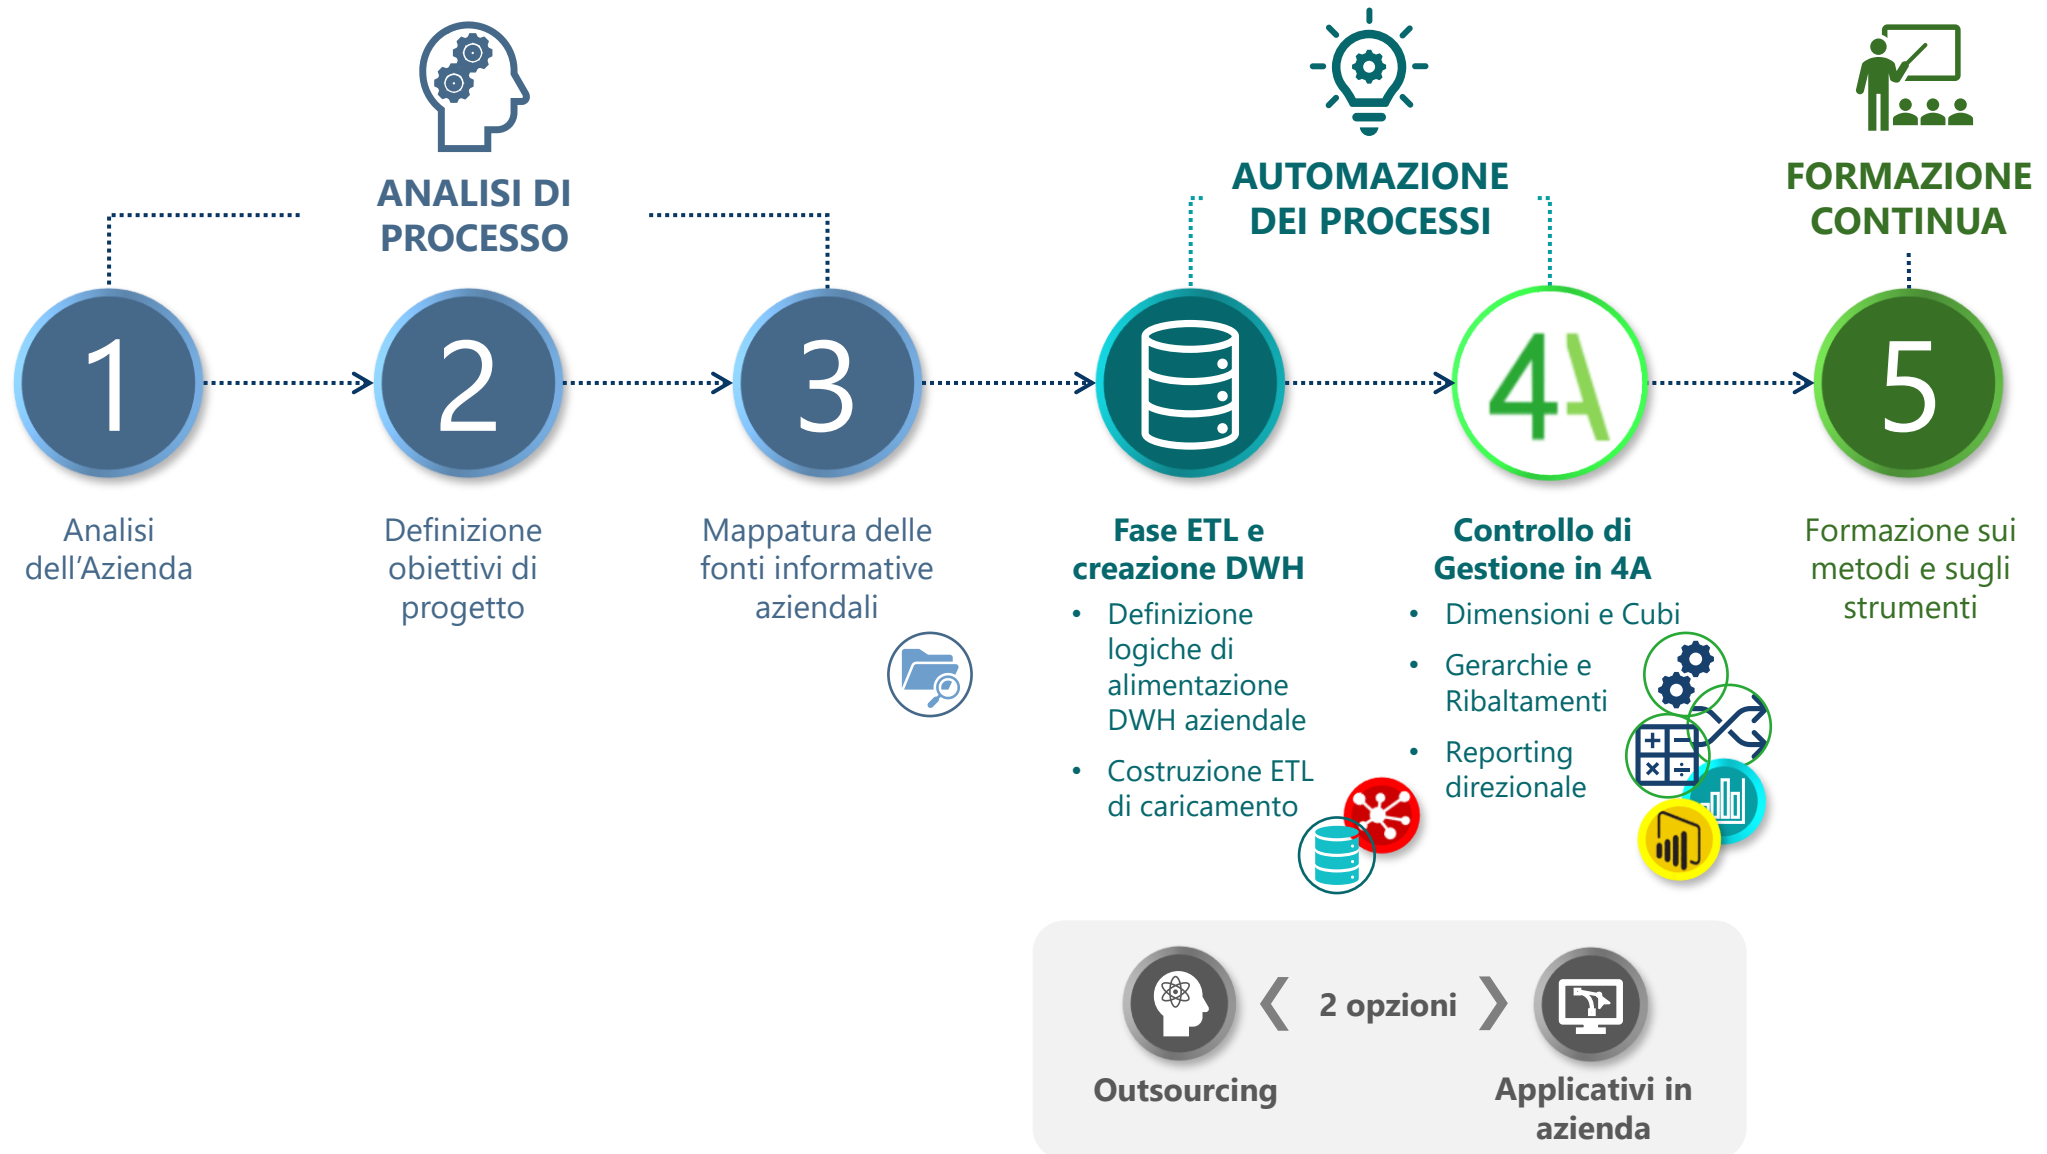 ANALISI DI
PROCESSO
AUTOMAZIONE
DEI PROCESSI
FORMAZIONE
CONTINUA
1
2
3
4A
5
Analisi
dell'Azienda
Definizione
obiettivi di
progetto
Mappatura delle
fonti informative
aziendali
Fase ETL e
creazione DWH
• Definizione
logiche di
alimentazione
DWH aziendale
• Costruzione ETL
di caricamento
Controllo di
Gestione in 4A
• Dimensioni e Cubi
• Gerarchie e
Ribaltamenti
• Reporting
direzionale
Formazione sui
metodi e sugli
strumenti
2 opzioni
Outsourcing
Applicativi in
azienda